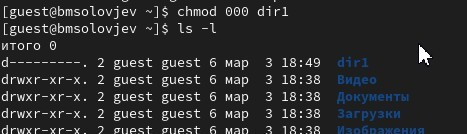 [guest@bmsolovjev ~]$ chmod 000 dir1
[guest@bmsolovjev ~]$ ls -l
итого 0
d---------. 2 guest guest 6 мар  3 18:49 dir1
drwxr-xr-x. 2 guest guest 6 мар  3 18:38 Видео
drwxr-xr-x. 2 guest guest 6 мар  3 18:38 Документы
drwxr-xr-x. 2 guest guest 6 мар  3 18:38 Загрузки
drwxr-xr-x. 2 guest guest 6 мар  3 18:38 Изображения